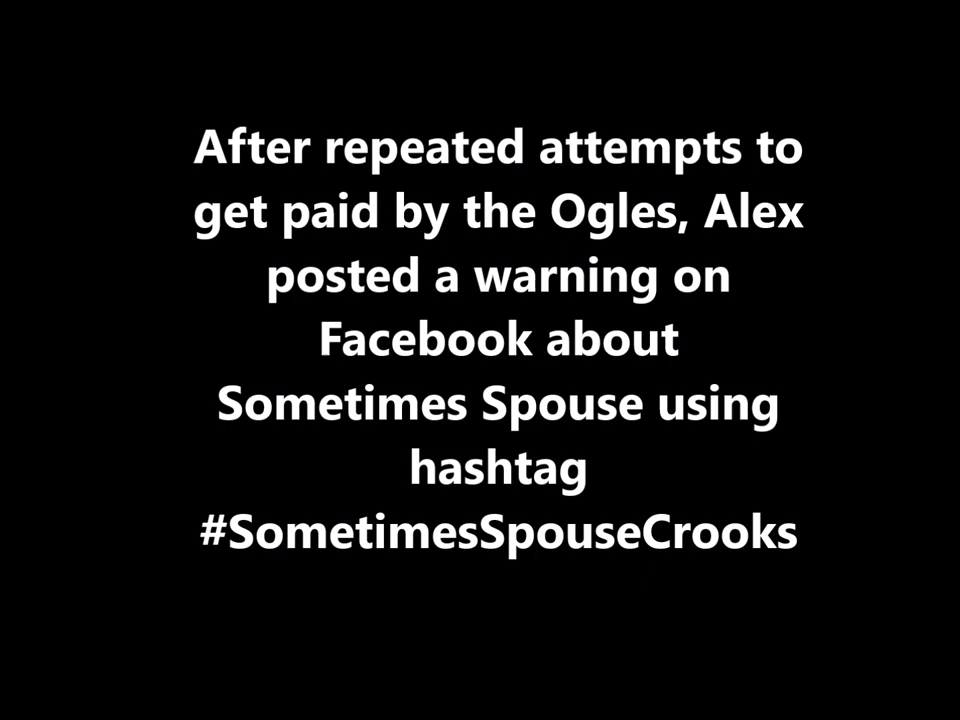 After repeated attempts to
get paid by the Ogles, Alex
posted a warning on
Facebook about
Sometimes Spouse using
hashtag
#SometimesSpouseCrooks